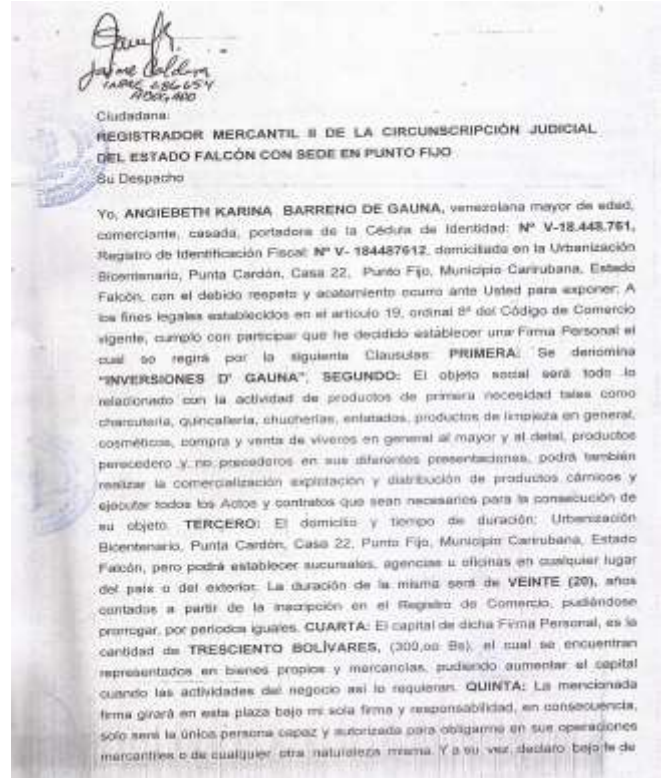 Jaime Caldera
INPRE 286654
ABOGADO
Ciudadana:
REGISTRADOR MERCANTIL II DE LA CIRCUNSCRIPCIÓN JUDICIAL
DEL ESTADO FALCÓN CON SEDE EN PUNTO FIJO
Su Despacho
Yo, ANGIEBETH KARINA BARRENO DE GAUNA, venezolana mayor de edad,
comerciante, casada, portadora de la Cédula de Identidad: Nº V-18.448.761,
Registro de Identificación Fiscal: Nº V- 184487612, domiciliada en la Urbanización
Bicentenario, Punta Cardón, Casa 22, Punto Fijo, Municipio Carirubana, Estado
Falcón, con el debido respeto y acatamiento ocurro ante Usted para exponer; A
los fines legales establecidos en el artículo 19, ordinal 8º del Código de Comercio
vigente, cumplo con participar que he decidido establecer una Firma Personal el
cual se regirá por la siguiente Clausulas: PRIMERA: Se denomina
"INVERSIONES D' GAUNA", SEGUNDO: El objeto social será todo lo
relacionado con la actividad de productos de primera necesidad tales como
charcutería, quincallería, chucherías, enlatados, productos de limpieza en general,
cosméticos, compra y venta de víveres en general al mayor y al detal, productos
perecedero y no precederos en sus diferentes presentaciones, podrá también
realizar la comercialización explotación y distribución de productos cárnicos y
ejecutar todos los Actos y contratos que sean necesarios para la consecución de
su objeto. TERCERO: El domicilio y tiempo de duración; Urbanización
Bicentenario, Punta Cardón, Casa 22, Punto Fijo, Municipio Carirubana, Estado
Falcón, pero podrá establecer sucursales, agencias u oficinas en cualquier lugar
del país o del exterior. La duración de la misma será de VEINTE (20), años
contados a partir de la inscripción en el Registro de Comercio, pudiéndose
prorrogar, por periodos iguales. CUARTA: El capital de dicha Firma Personal, es la
cantidad de TRESCIENTO BOLÍVARES, (300,oo Bs), el cual se encuentran
representados en bienes propios y mercancías, pudiendo aumentar el capital
cuando las actividades del negocio así lo requieran. QUINTA: La mencionada
firma girará en esta plaza bajo mi sola firma y responsabilidad, en consecuencia,
solo seré la única persona capaz y autorizada para obligarme en sus operaciones
mercantiles o de cualquier otra naturaleza misma. Y a su vez, declaro bajo fe de